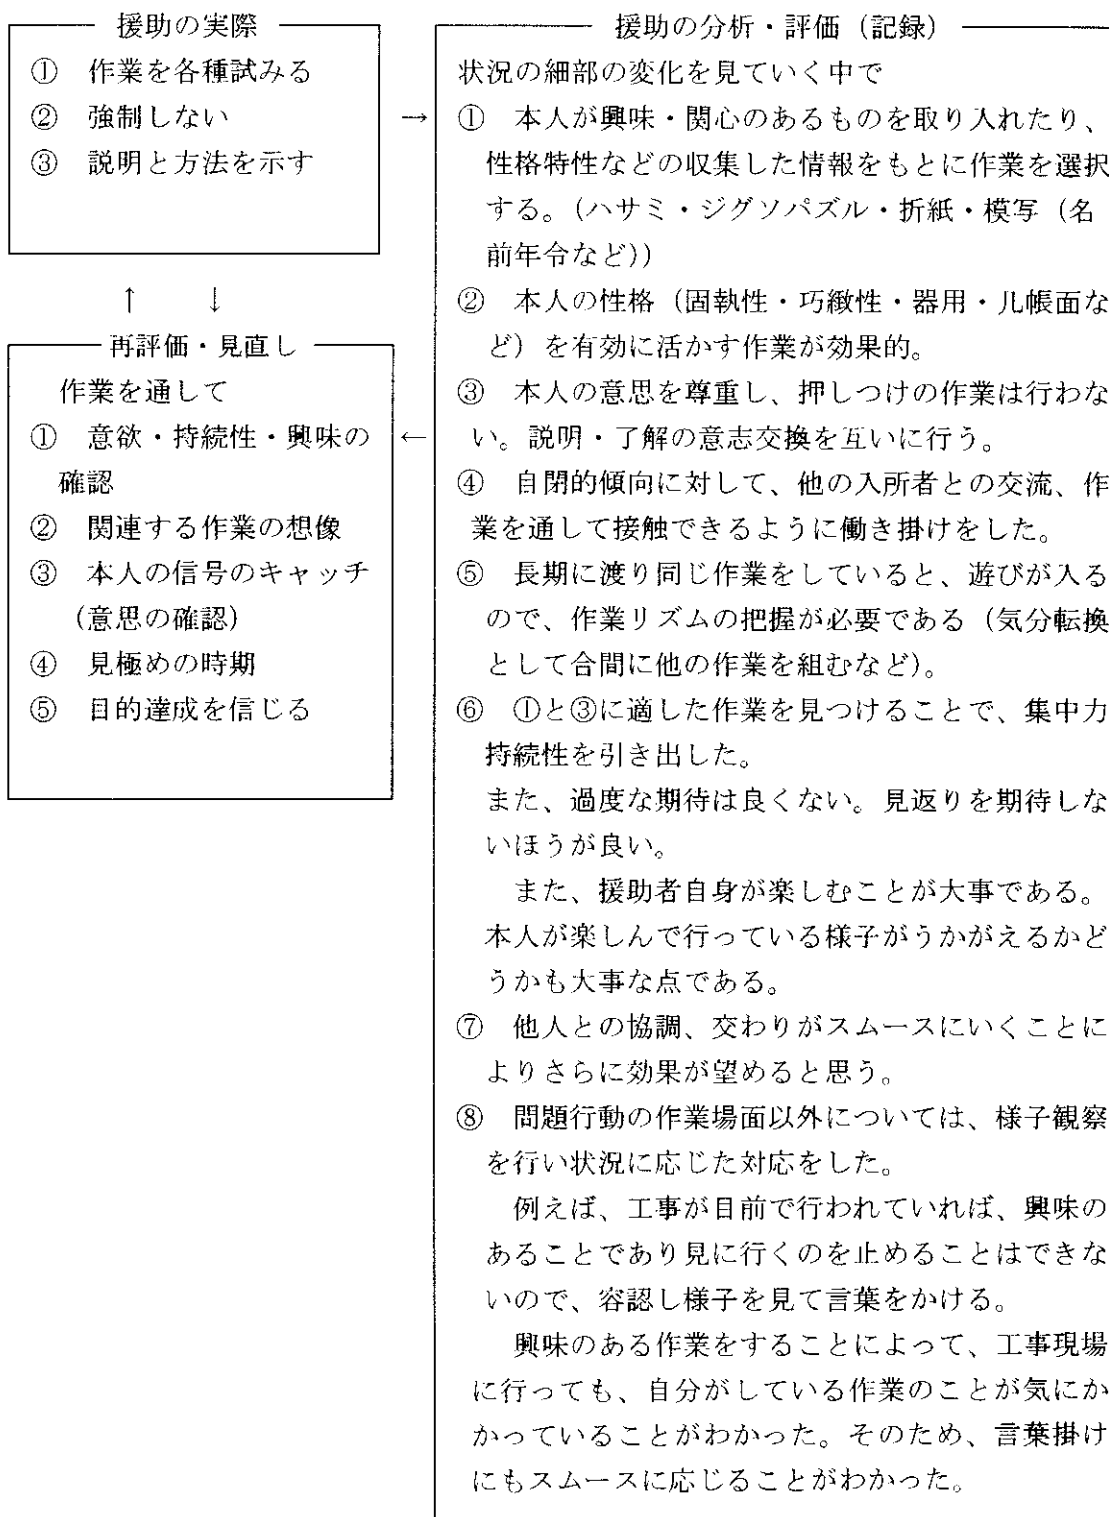 援助の実際
① 作業を各種試みる
② 強制しない
③ 説明と方法を示す
→
↑ ↓
再評価・見直し
作業を通して
① 意欲・持続性・興味の
確認
② 関連する作業の想像
③ 本人の信号のキャッチ
(意思の確認)
④ 見極めの時期
⑤ 目的達成を信じる
←
援助の分析・評価(記録)
状況の細部の変化を見ていく中で
① 本人が興味・関心のあるものを取り入れたり、
性格特性などの収集した情報をもとに作業を選択
する。(ハサミ・ジグソパズル・折紙・模写(名
前年令など))
② 本人の性格(固執性・巧緻性・器用・几帳面な
ど)を有効に活かす作業が効果的。
③ 本人の意思を尊重し、押しつけの作業は行わな
い。説明・了解の意志交換を互いに行う。
④ 自閉的傾向に対して、他の入所者との交流、作
業を通して接触できるように働き掛けをした。
⑤ 長期に渡り同じ作業をしていると、遊びが入る
ので、作業リズムの把握が必要である(気分転換
として合間に他の作業を組むなど)。
⑥ ①と③に適した作業を見つけることで、集中力
持続性を引き出した。
また、過度な期待は良くない。見返りを期待しな
いほうが良い。
また、援助者自身が楽しむことが大事である。
本人が楽しんで行っている様子がうかがえるかど
うかも大事な点である。
⑦ 他人との協調、交わりがスムースにいくことに
よりさらに効果が望めると思う。
⑧ 問題行動の作業場面以外については、様子観察
を行い状況に応じた対応をした。
例えば、工事が目前で行われていれば、興味の
あることであり見に行くのを止めることはできな
いので、容認し様子を見て言葉をかける。
興味のある作業をすることによって、工事現場
に行っても、自分がしている作業のことが気にか
かっていることがわかった。そのため、言葉掛け
にもスムースに応じることがわかった。